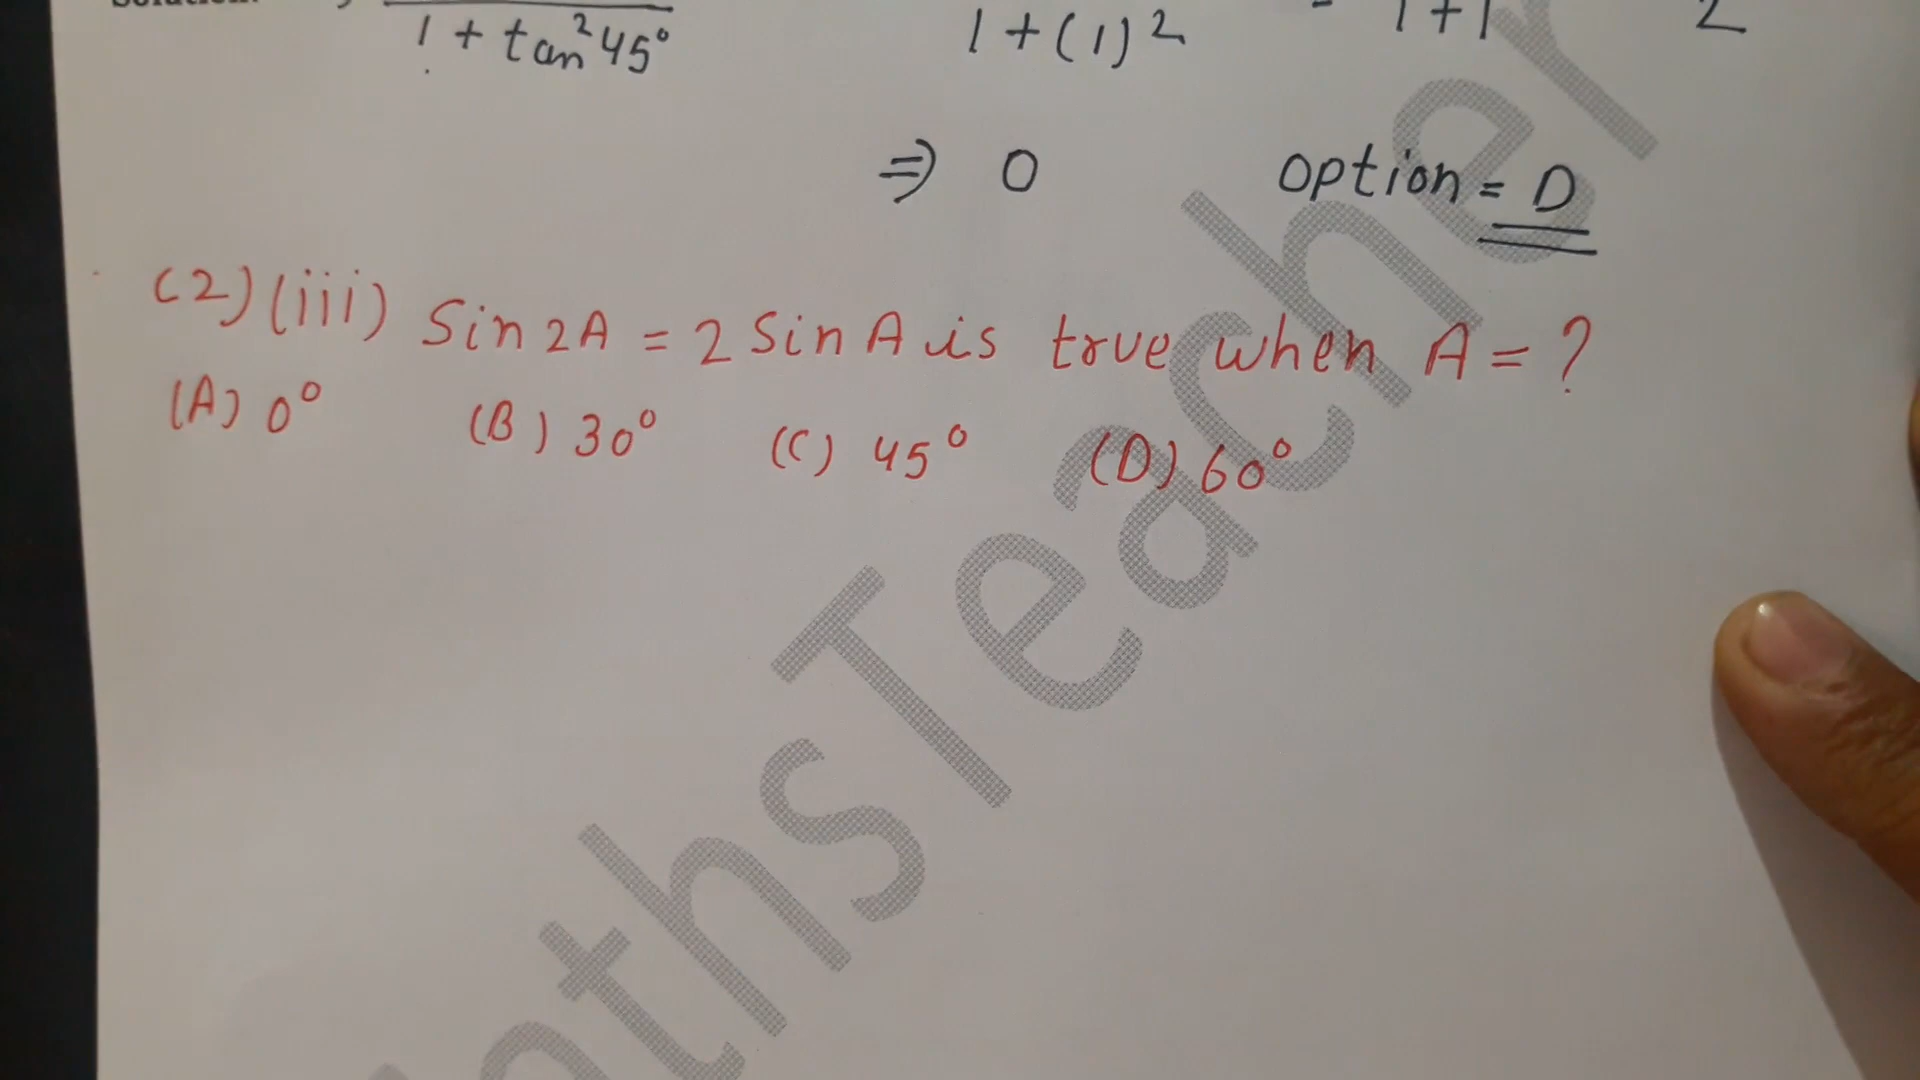 1 + tan²45° 1 + (1)² 1+1 2
⇒ 0 option = D
(2) (iii) Sin 2A = 2 Sin A is true when A = ?
(A) 0° (B) 30° (C) 45° (D) 60°
MathsTeacher